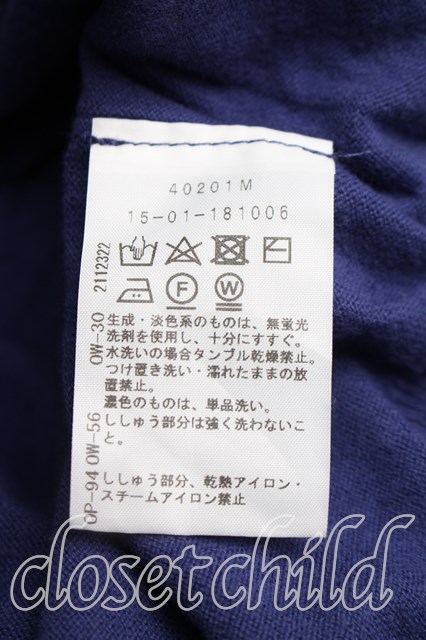 40201M
15-01-181006
F
W
生成・淡色系のものは、無蛍光
洗剤を使用し、十分にすすぐ。
水洗いの場合タンブル乾燥禁止。
つけ置き洗い・濡れたままの放
置禁止。
濃色のものは、単品洗い。
ししゅう部分は強く洗わないこ
と。
ししゅう部分、乾熱アイロン・
スチームアイロン禁止
OP-94 OW-56 OW-30 2112322
closetchild